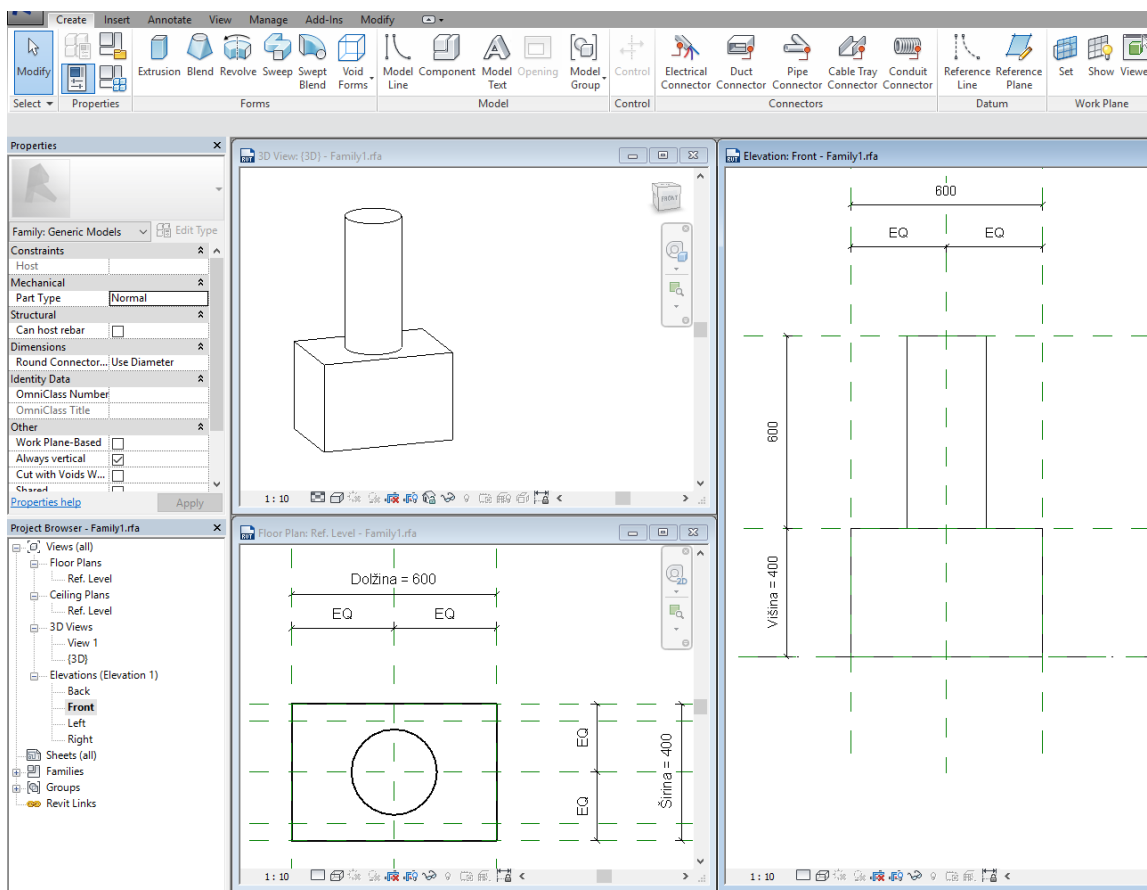 Create Insert Annotate View Manage Add-Ins Modify
Modify
Extrusion Blend Revolve Sweep Swept Blend Void Forms
Model Line Component Model Text Opening Model Group
Control
Electrical Connector Duct Connector Pipe Connector Cable Tray Connector Conduit Connector
Reference Line Reference Plane
Set Show Viewer
Select Properties Forms Model Control Connectors Datum Work Plane
Properties
Family: Generic Models Edit Type
Constraints
Host
Mechanical
Part Type Normal
Structural
Can host rebar
Dimensions
Round Connector... Use Diameter
Identity Data
OmniClass Number
OmniClass Title
Other
Work Plane-Based
Always vertical
Cut with Voids W...
Shared
Properties help Apply
Project Browser - Family1.rfa
Views (all)
Floor Plans
Ref. Level
Ceiling Plans
Ref. Level
3D Views
View 1
{3D}
Elevations (Elevation 1)
Back
Front
Left
Right
Sheets (all)
Families
Groups
Revit Links
3D View: {3D} - Family1.rfa
FRONT
1 : 10
Floor Plan: Ref. Level - Family1.rfa
2D
Dolžina = 600
EQ EQ
EQ
EQ
Širina = 400
1 : 10
Elevation: Front - Family1.rfa
600
EQ EQ
600
Višina = 400
1 : 10